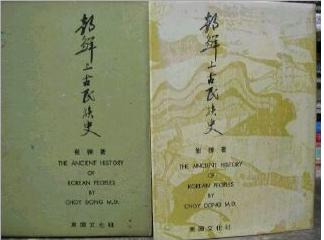 朝鮮上古民族史
崔棟 著
THE ANCIENT HISTORY
OF
KOREAN PEOPLES
BY
CHOY DONG M.D.
東國文化社
朝鮮上古民族史
崔棟 著
THE ANCIENT HISTORY
OF
KOREAN PEOPLES
BY
CHOY DONG M.D.
東國文化社